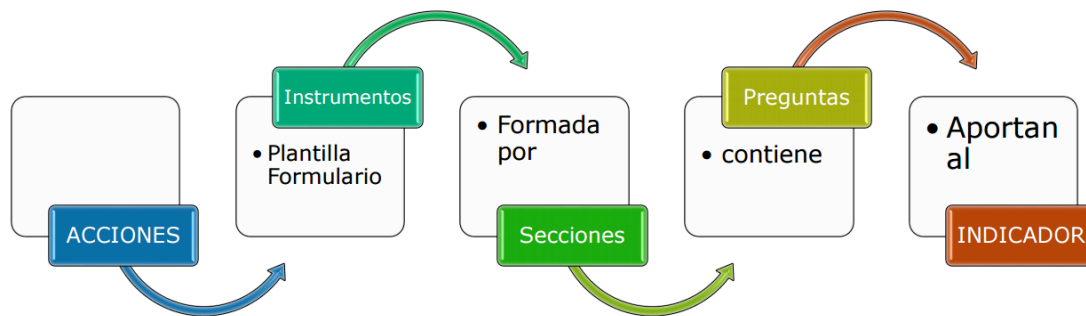 ACCIONES
Instrumentos
• Plantilla
Formulario
• Formada
por
Secciones
Preguntas
• contiene
• Aportan
al
INDICADOR